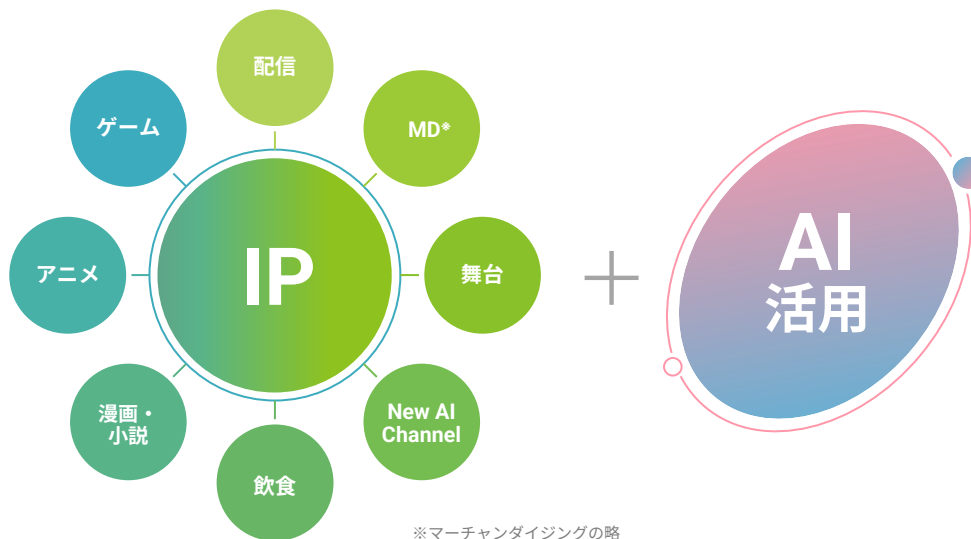 配信
ゲーム
MD※
アニメ
IP
舞台
AI
活用
漫画・
小説
New AI
Channel
飲食
※マーチャンダイジングの略